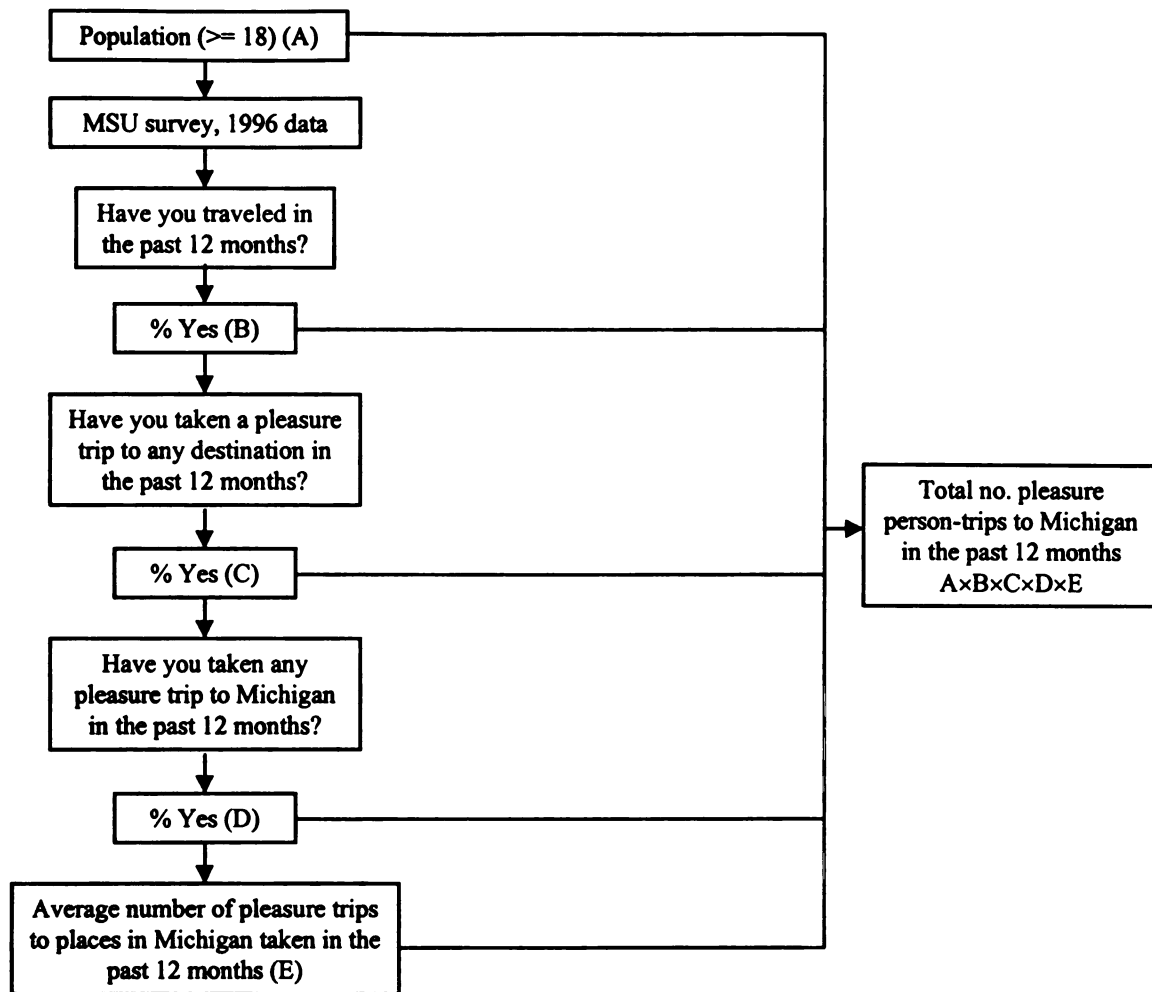 Population (>= 18) (A)
MSU survey, 1996 data
Have you traveled in
the past 12 months?
% Yes (B)
Have you taken a pleasure
trip to any destination in
the past 12 months?
% Yes (C)
Have you taken any
pleasure trip to Michigan
in the past 12 months?
% Yes (D)
Average number of pleasure trips
to places in Michigan taken in the
past 12 months (E)
Total no. pleasure
person-trips to Michigan
in the past 12 months
A×B×C×D×E